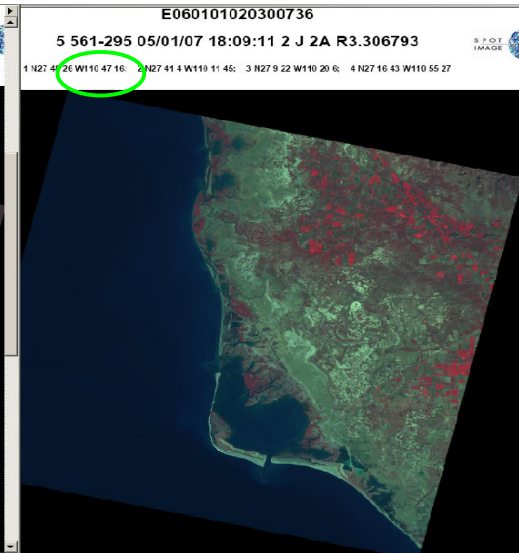 E060101020300736
5 561-295 05/01/07 18:09:11 2 J 2A R3.306793
SPOT
IMAGE
1 N27 26 W110 47 16; 2 N27 41 4 W110 11 45; 3 N27 9 22 W110 20 6; 4 N27 16 43 W110 55 27